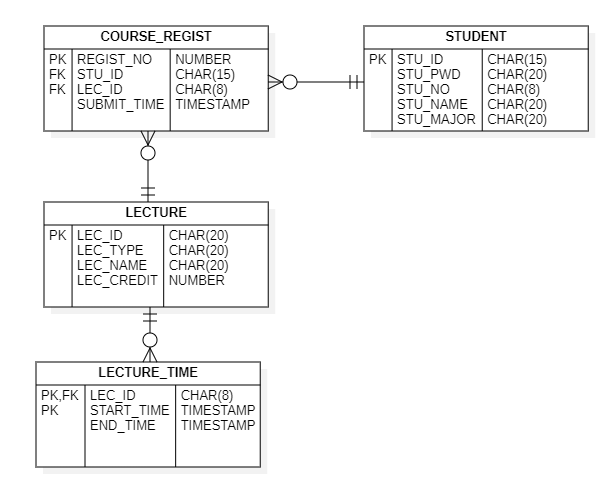 COURSE_REGIST
PK REGIST_NO NUMBER
FK STU_ID CHAR(15)
FK LEC_ID CHAR(8)
SUBMIT_TIME TIMESTAMP
STUDENT
PK STU_ID CHAR(15)
STU_PWD CHAR(20)
STU_NO CHAR(8)
STU_NAME CHAR(20)
STU_MAJOR CHAR(20)
LECTURE
PK LEC_ID CHAR(20)
LEC_TYPE CHAR(20)
LEC_NAME CHAR(20)
LEC_CREDIT NUMBER
LECTURE_TIME
PK,FK LEC_ID CHAR(8)
PK START_TIME TIMESTAMP
END_TIME TIMESTAMP